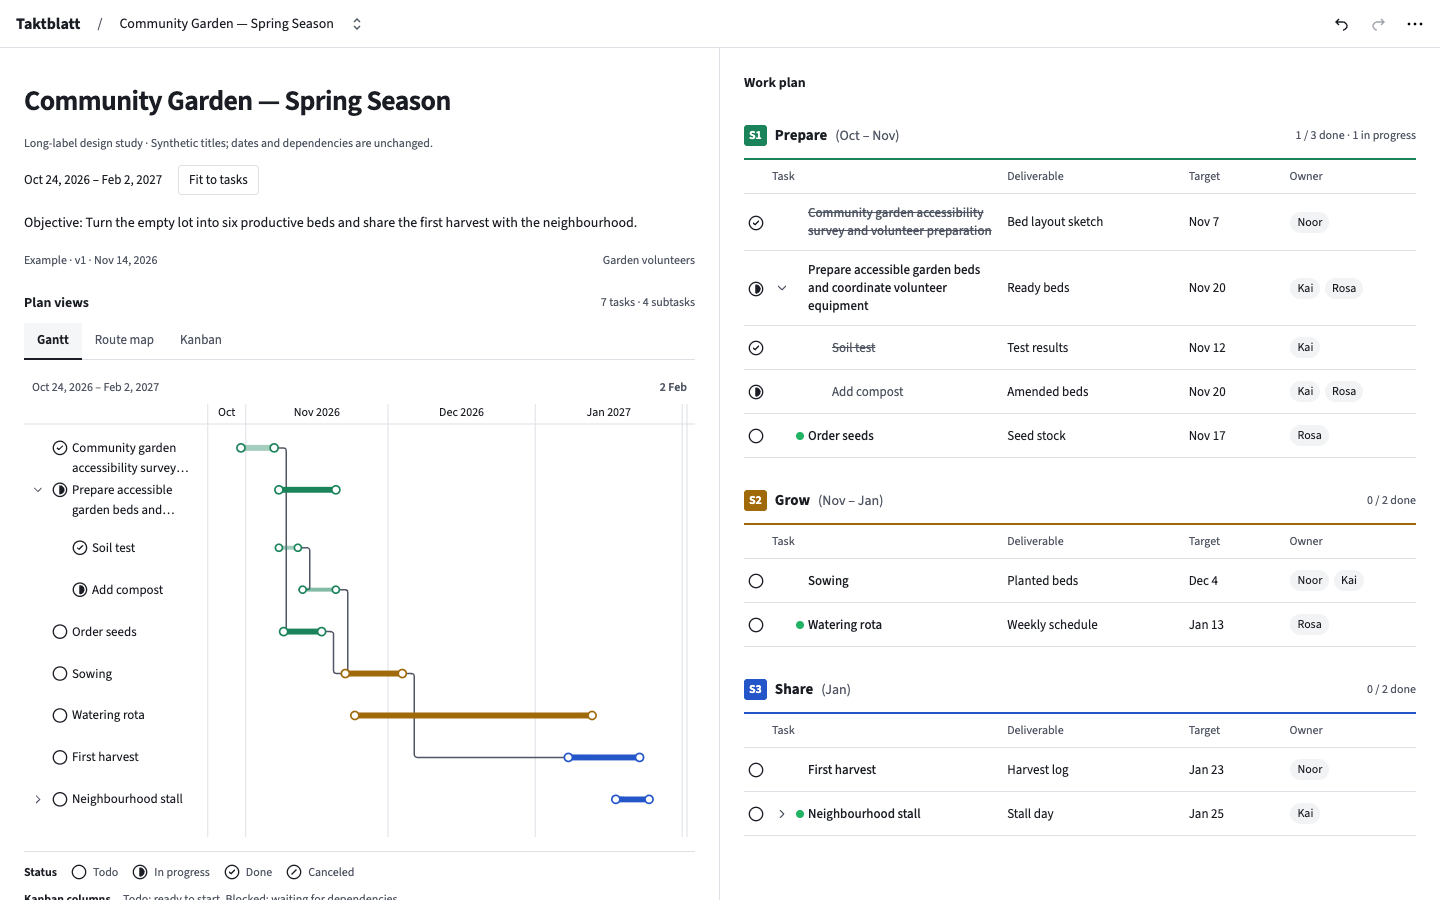 Taktblatt / Community Garden — Spring Season
Community Garden — Spring Season
Long-label design study · Synthetic titles; dates and dependencies are unchanged.
Oct 24, 2026 – Feb 2, 2027 Fit to tasks
Objective: Turn the empty lot into six productive beds and share the first harvest with the neighbourhood.
Example · v1 · Nov 14, 2026 Garden volunteers
Plan views 7 tasks · 4 subtasks
Gantt Route map Kanban
Oct 24, 2026 – Feb 2, 2027 2 Feb
Oct Nov 2026 Dec 2026 Jan 2027
Community garden
accessibility survey…
Prepare accessible
garden beds and…
Soil test
Add compost
Order seeds
Sowing
Watering rota
First harvest
Neighbourhood stall
Status Todo In progress Done Canceled
Kanban columns Todo: ready to start. Blocked: waiting for dependencies.
Work plan
S1 Prepare (Oct – Nov) 1 / 3 done · 1 in progress
Task Deliverable Target Owner
Community garden accessibility
survey and volunteer preparation Bed layout sketch Nov 7 Noor
Prepare accessible garden beds
and coordinate volunteer Ready beds Nov 20 Kai Rosa
equipment
Soil test Test results Nov 12 Kai
Add compost Amended beds Nov 20 Kai Rosa
Order seeds Seed stock Nov 17 Rosa
S2 Grow (Nov – Jan) 0 / 2 done
Task Deliverable Target Owner
Sowing Planted beds Dec 4 Noor Kai
Watering rota Weekly schedule Jan 13 Rosa
S3 Share (Jan) 0 / 2 done
Task Deliverable Target Owner
First harvest Harvest log Jan 23 Noor
Neighbourhood stall Stall day Jan 25 Kai